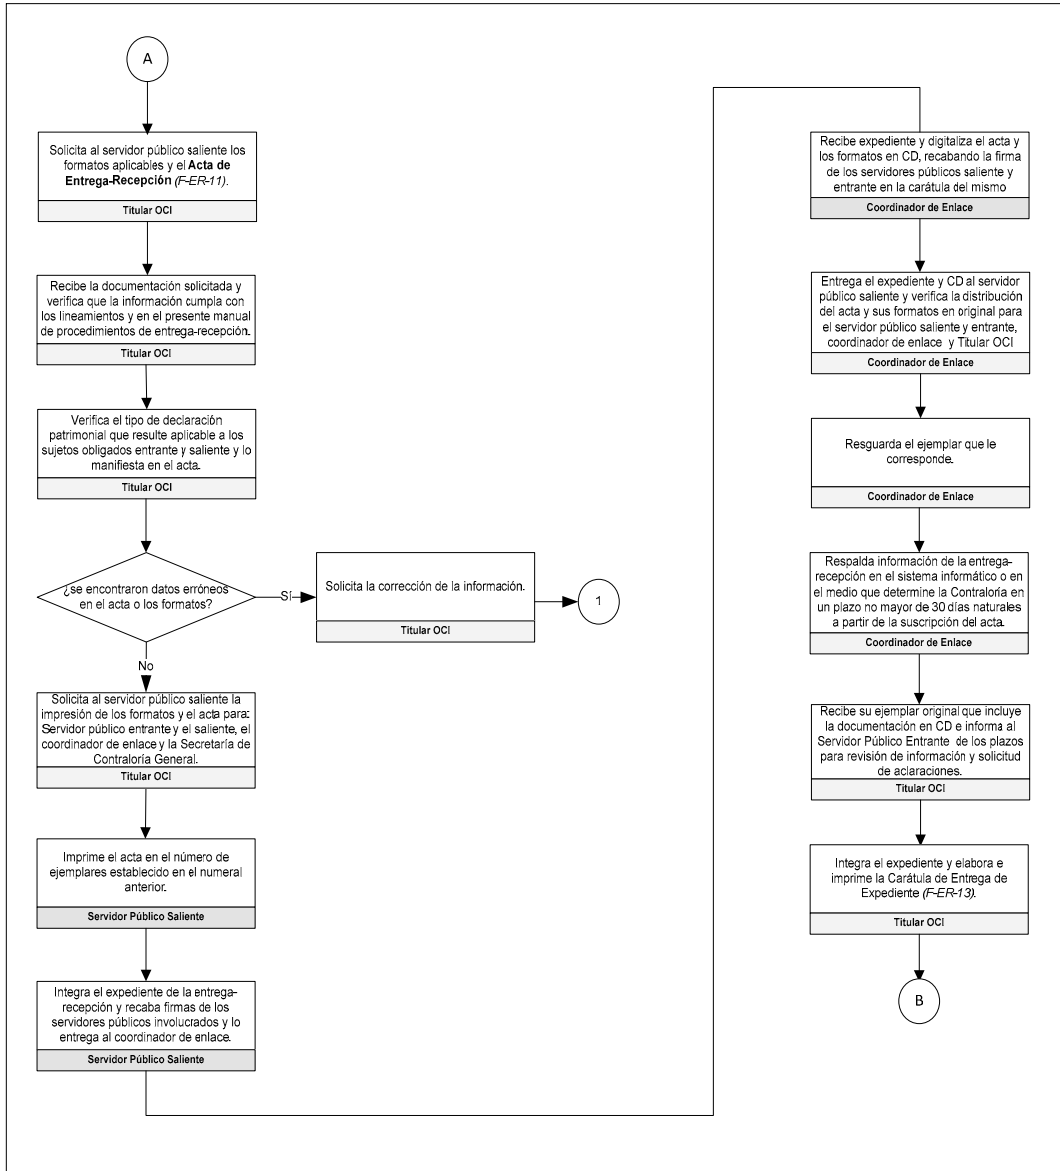 A
Solicita al servidor público saliente los
formatos aplicables y el Acta de
Entrega-Recepción (F-ER-11).
Titular OCI
Recibe la documentación solicitada y
verifica que la información cumpla con
los lineamientos y en el presente manual
de procedimientos de entrega-recepción.
Titular OCI
Verifica el tipo de declaración
patrimonial que resulte aplicable a los
sujetos obligados entrante y saliente y lo
manifiesta en el acta.
Titular OCI
¿se encontraron datos erróneos
en el acta o los formatos?
Sí
Solicita la corrección de la información.
Titular OCI
1
No
Solicita al servidor público saliente la
impresión de los formatos y el acta para:
Servidor público entrante y el saliente, el
coordinador de enlace y la Secretaría de
Contraloría General.
Titular OCI
Imprime el acta en el número de
ejemplares establecido en el numeral
anterior.
Servidor Público Saliente
Integra el expediente de la entrega-
recepción y recaba firmas de los
servidores públicos involucrados y lo
entrega al coordinador de enlace.
Servidor Público Saliente
Recibe expediente y digitaliza el acta y
los formatos en CD, recabando la firma
de los servidores públicos saliente y
entrante en la carátula del mismo
Coordinador de Enlace
Entrega el expediente y CD al servidor
público saliente y verifica la distribución
del acta y sus formatos en original para
el servidor público saliente y entrante,
coordinador de enlace y Titular OCI
Coordinador de Enlace
Resguarda el ejemplar que le
corresponde.
Coordinador de Enlace
Respalda información de la entrega-
recepción en el sistema informático o en
el medio que determine la Contraloría en
un plazo no mayor de 30 días naturales
a partir de la suscripción del acta.
Coordinador de Enlace
Recibe su ejemplar original que incluye
la documentación en CD e informa al
Servidor Público Entrante de los plazos
para revisión de información y solicitud
de aclaraciones.
Titular OCI
Integra el expediente y elabora e
imprime la Carátula de Entrega de
Expediente (F-ER-13).
Titular OCI
B